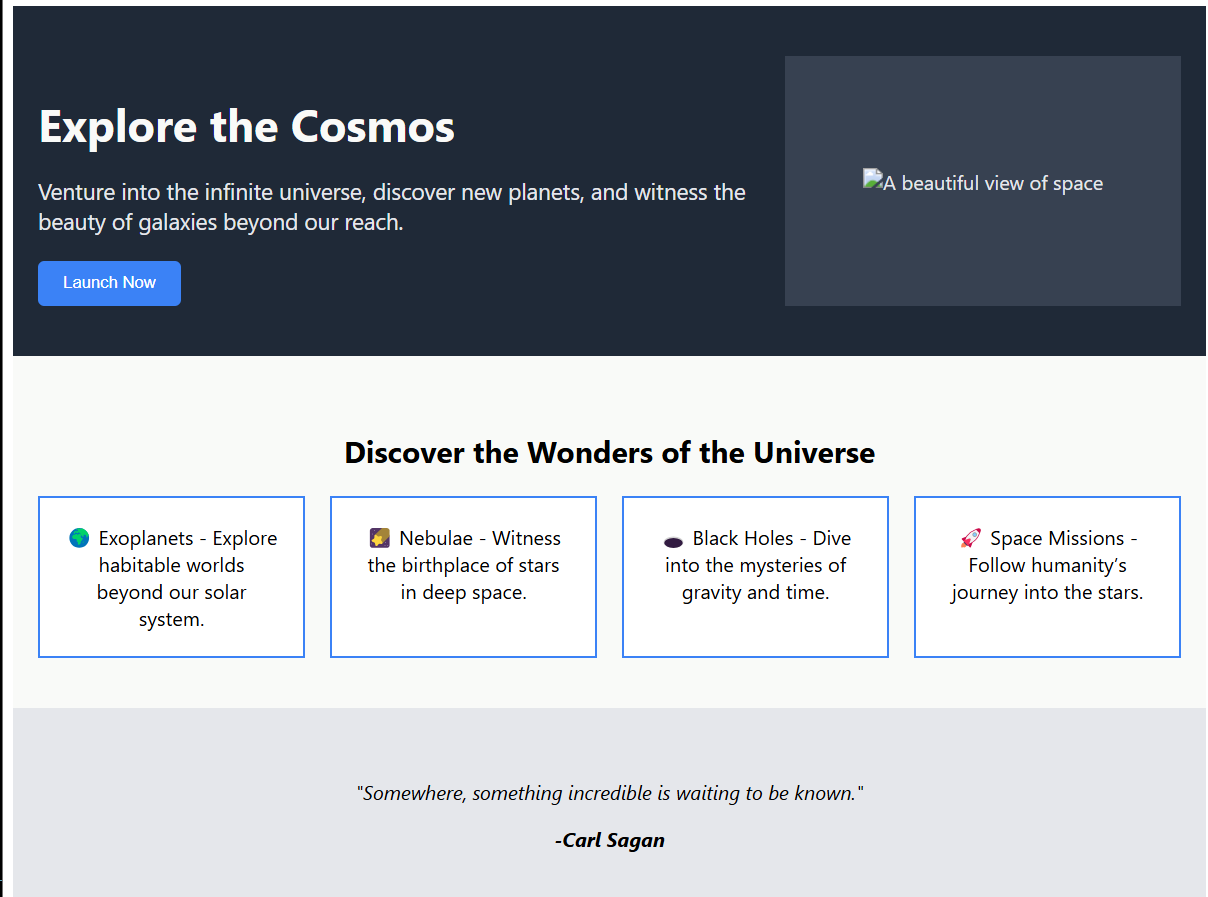 Explore the Cosmos
Venture into the infinite universe, discover new planets, and witness the
beauty of galaxies beyond our reach.
Launch Now
A beautiful view of space
Discover the Wonders of the Universe
🌍 Exoplanets - Explore
habitable worlds
beyond our solar
system.
🌠 Nebulae - Witness
the birthplace of stars
in deep space.
🕳️ Black Holes - Dive
into the mysteries of
gravity and time.
🚀 Space Missions -
Follow humanity’s
journey into the stars.
"Somewhere, something incredible is waiting to be known."
-Carl Sagan